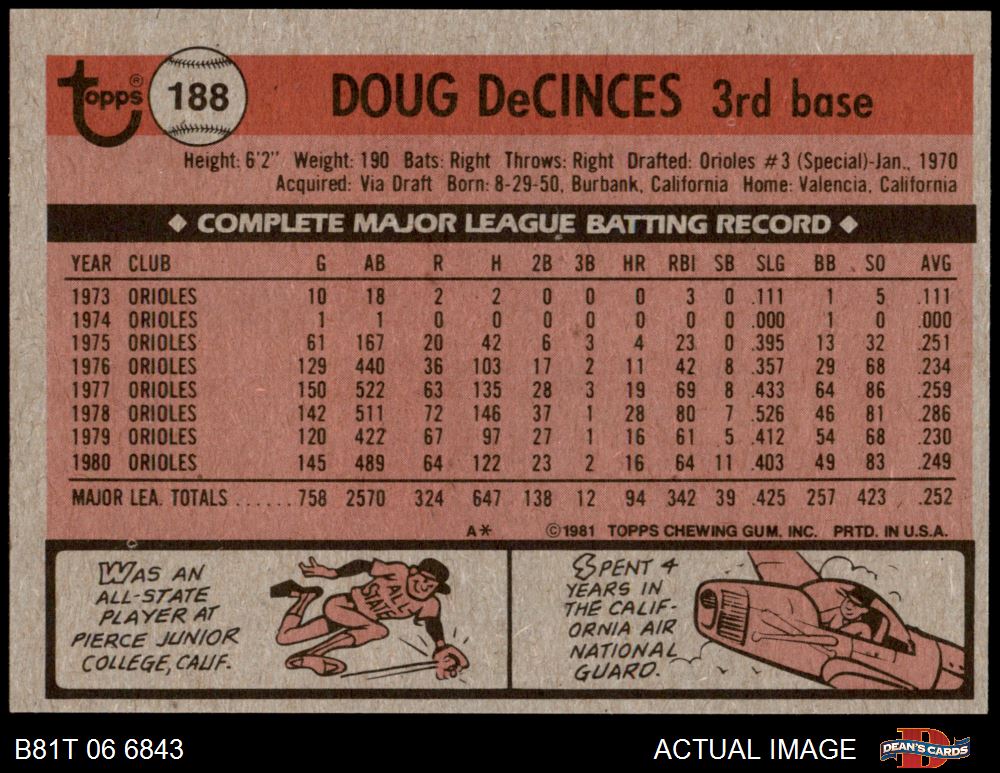 Topps® 188 DOUG DeCINCES 3rd base
Height: 6'2" Weight: 190 Bats: Right Throws: Right Drafted: Orioles #3 (Special)-Jan., 1970
Acquired: Via Draft Born: 8-29-50, Burbank, California Home: Valencia, California
◆ COMPLETE MAJOR LEAGUE BATTING RECORD ◆
YEAR CLUB G AB R H 2B 3B HR RBI SB SLG BB SO AVG
1973 ORIOLES 10 18 2 2 0 0 0 3 0 .111 1 5 .111
1974 ORIOLES 1 1 0 0 0 0 0 0 0 .000 1 0 .000
1975 ORIOLES 61 167 20 42 6 3 4 23 0 .395 13 32 .251
1976 ORIOLES 129 440 36 103 17 2 11 42 8 .357 29 68 .234
1977 ORIOLES 150 522 63 135 28 3 19 69 8 .433 64 86 .259
1978 ORIOLES 142 511 72 146 37 1 28 80 7 .526 46 81 .286
1979 ORIOLES 120 422 67 97 27 1 16 61 5 .412 54 68 .230
1980 ORIOLES 145 489 64 122 23 2 16 64 11 .403 49 83 .249
MAJOR LEA. TOTALS ...... 758 2570 324 647 138 12 94 342 39 .425 257 423 .252
A* ©1981 TOPPS CHEWING GUM, INC. PRTD. IN U.S.A.
WAS AN
ALL-STATE
PLAYER AT
PIERCE JUNIOR
COLLEGE, CALIF.
ALL
STATE
SPENT 4
YEARS IN
THE CALIF-
ORNIA AIR
NATIONAL
GUARD.
B81T 06 6843 ACTUAL IMAGE DEAN'S CARDS